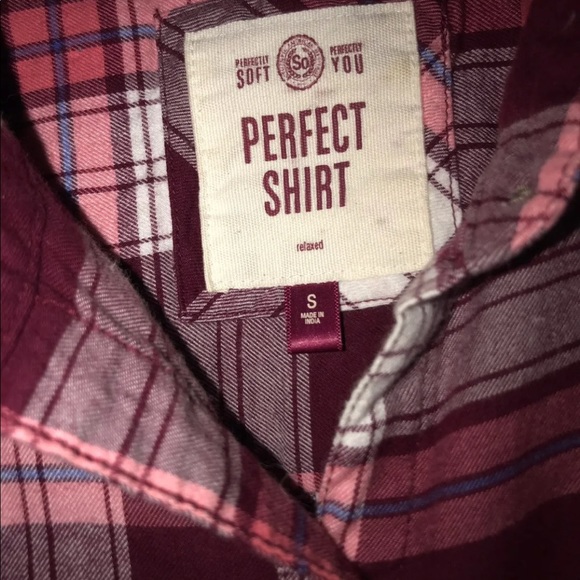 PERFECTLY SOFT
So
PERFECTLY YOU
PERFECT
SHIRT
relaxed
S
MADE IN
INDIA